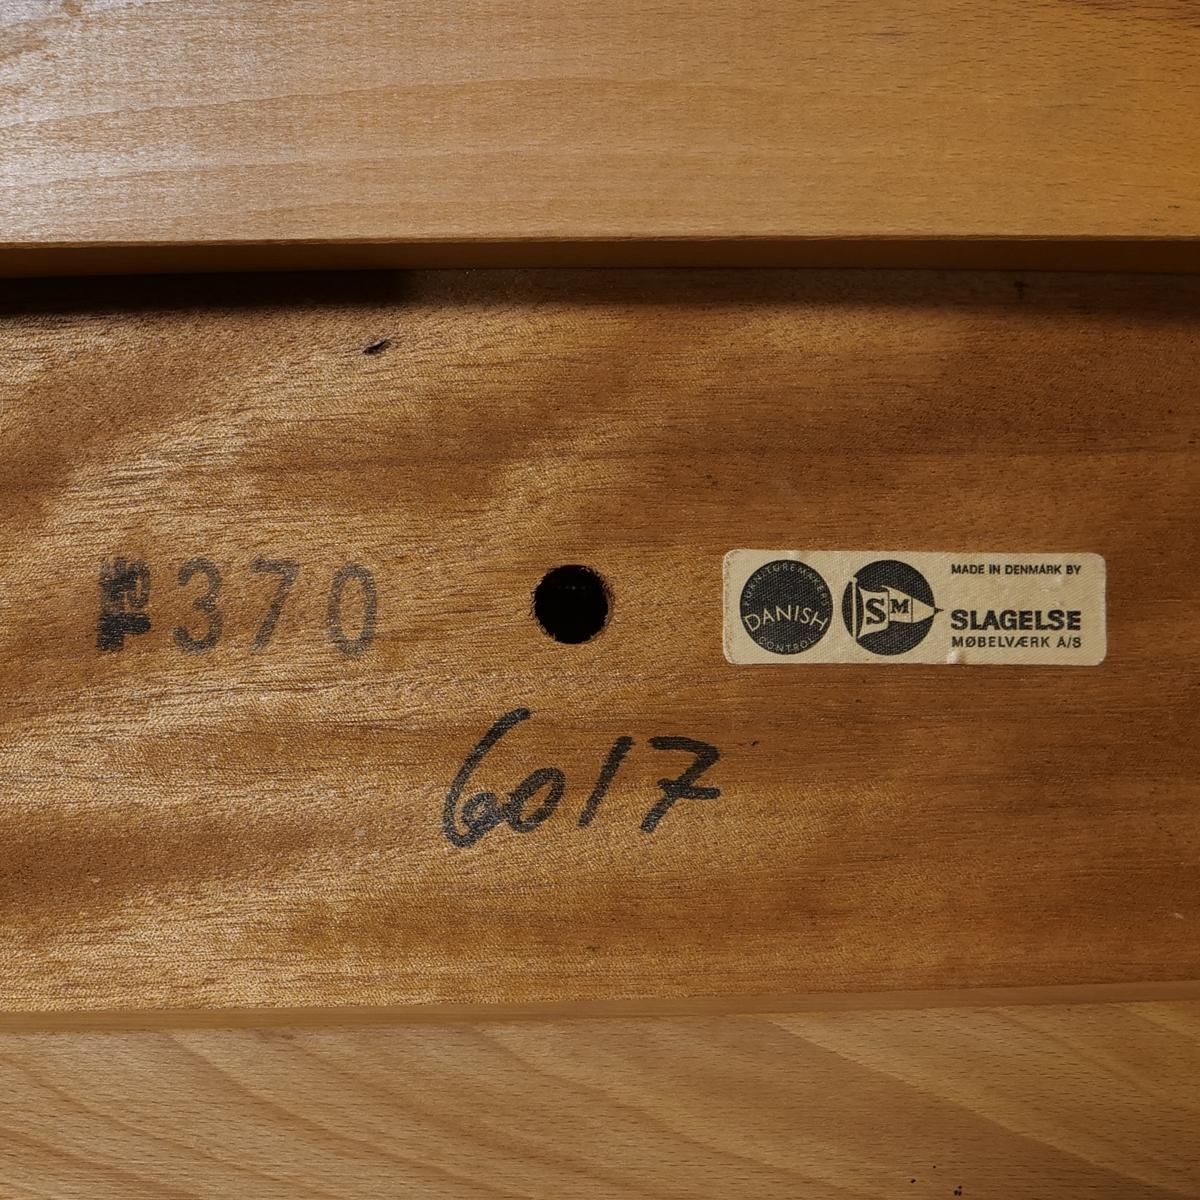 370
FURNITUREMAKERS
DANISH
CONTROL
SM
MADE IN DENMARK BY
SLAGELSE
MØBELVÆRK A/S
6017